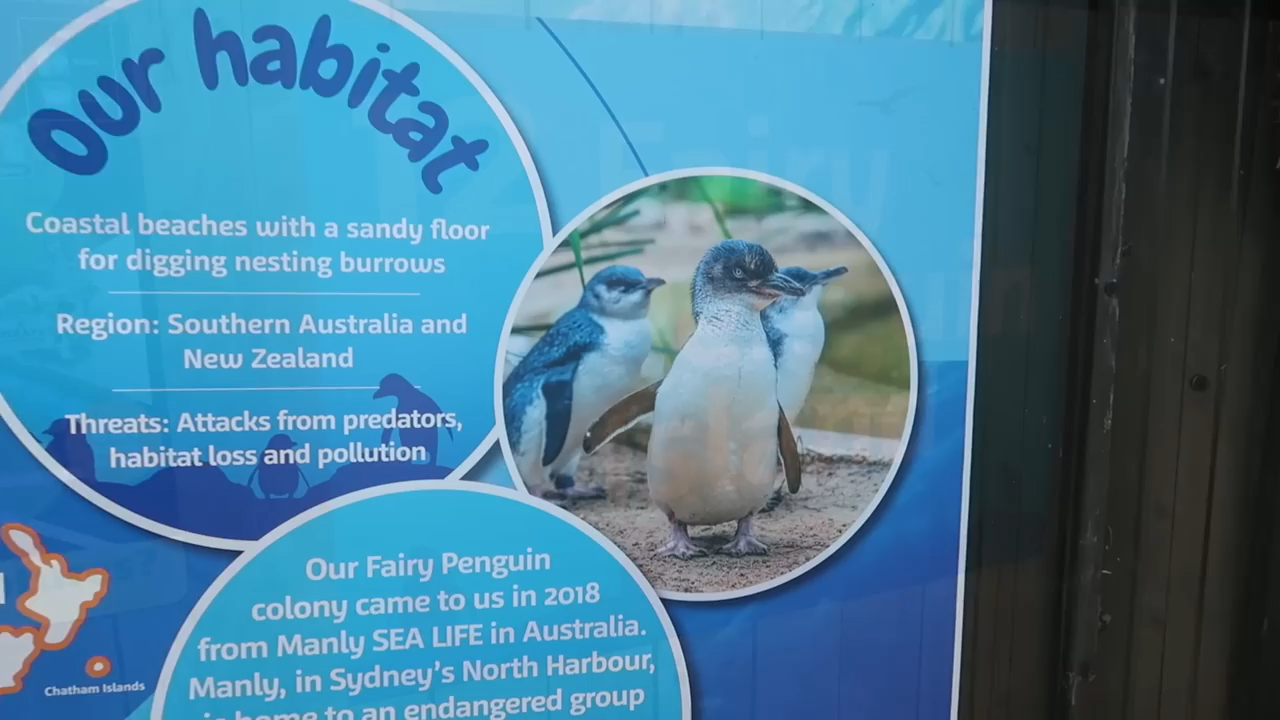 Our habitat
Coastal beaches with a sandy floor
for digging nesting burrows
Region: Southern Australia and
New Zealand
Threats: Attacks from predators,
habitat loss and pollution
Our Fairy Penguin
colony came to us in 2018
from Manly SEA LIFE in Australia.
Manly, in Sydney's North Harbour,
is home to an endangered group
Chatham Islands